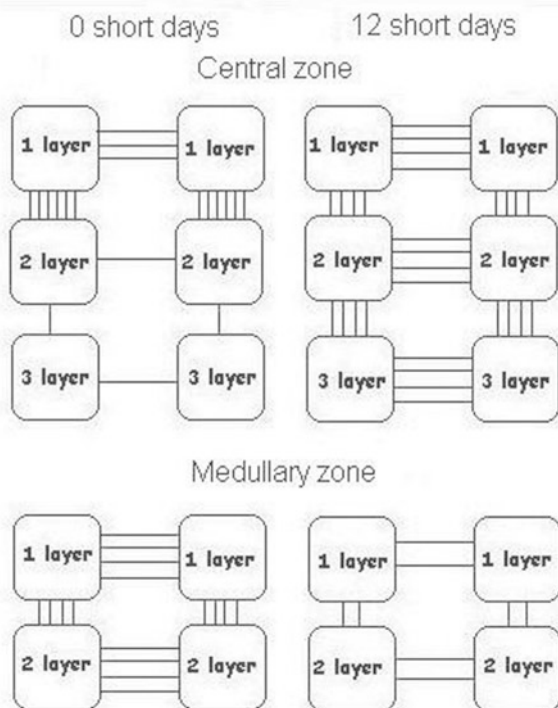 0 short days 12 short days
Central zone
1 layer 1 layer 1 layer 1 layer
2 layer 2 layer 2 layer 2 layer
3 layer 3 layer 3 layer 3 layer
Medullary zone
1 layer 1 layer 1 layer 1 layer
2 layer 2 layer 2 layer 2 layer